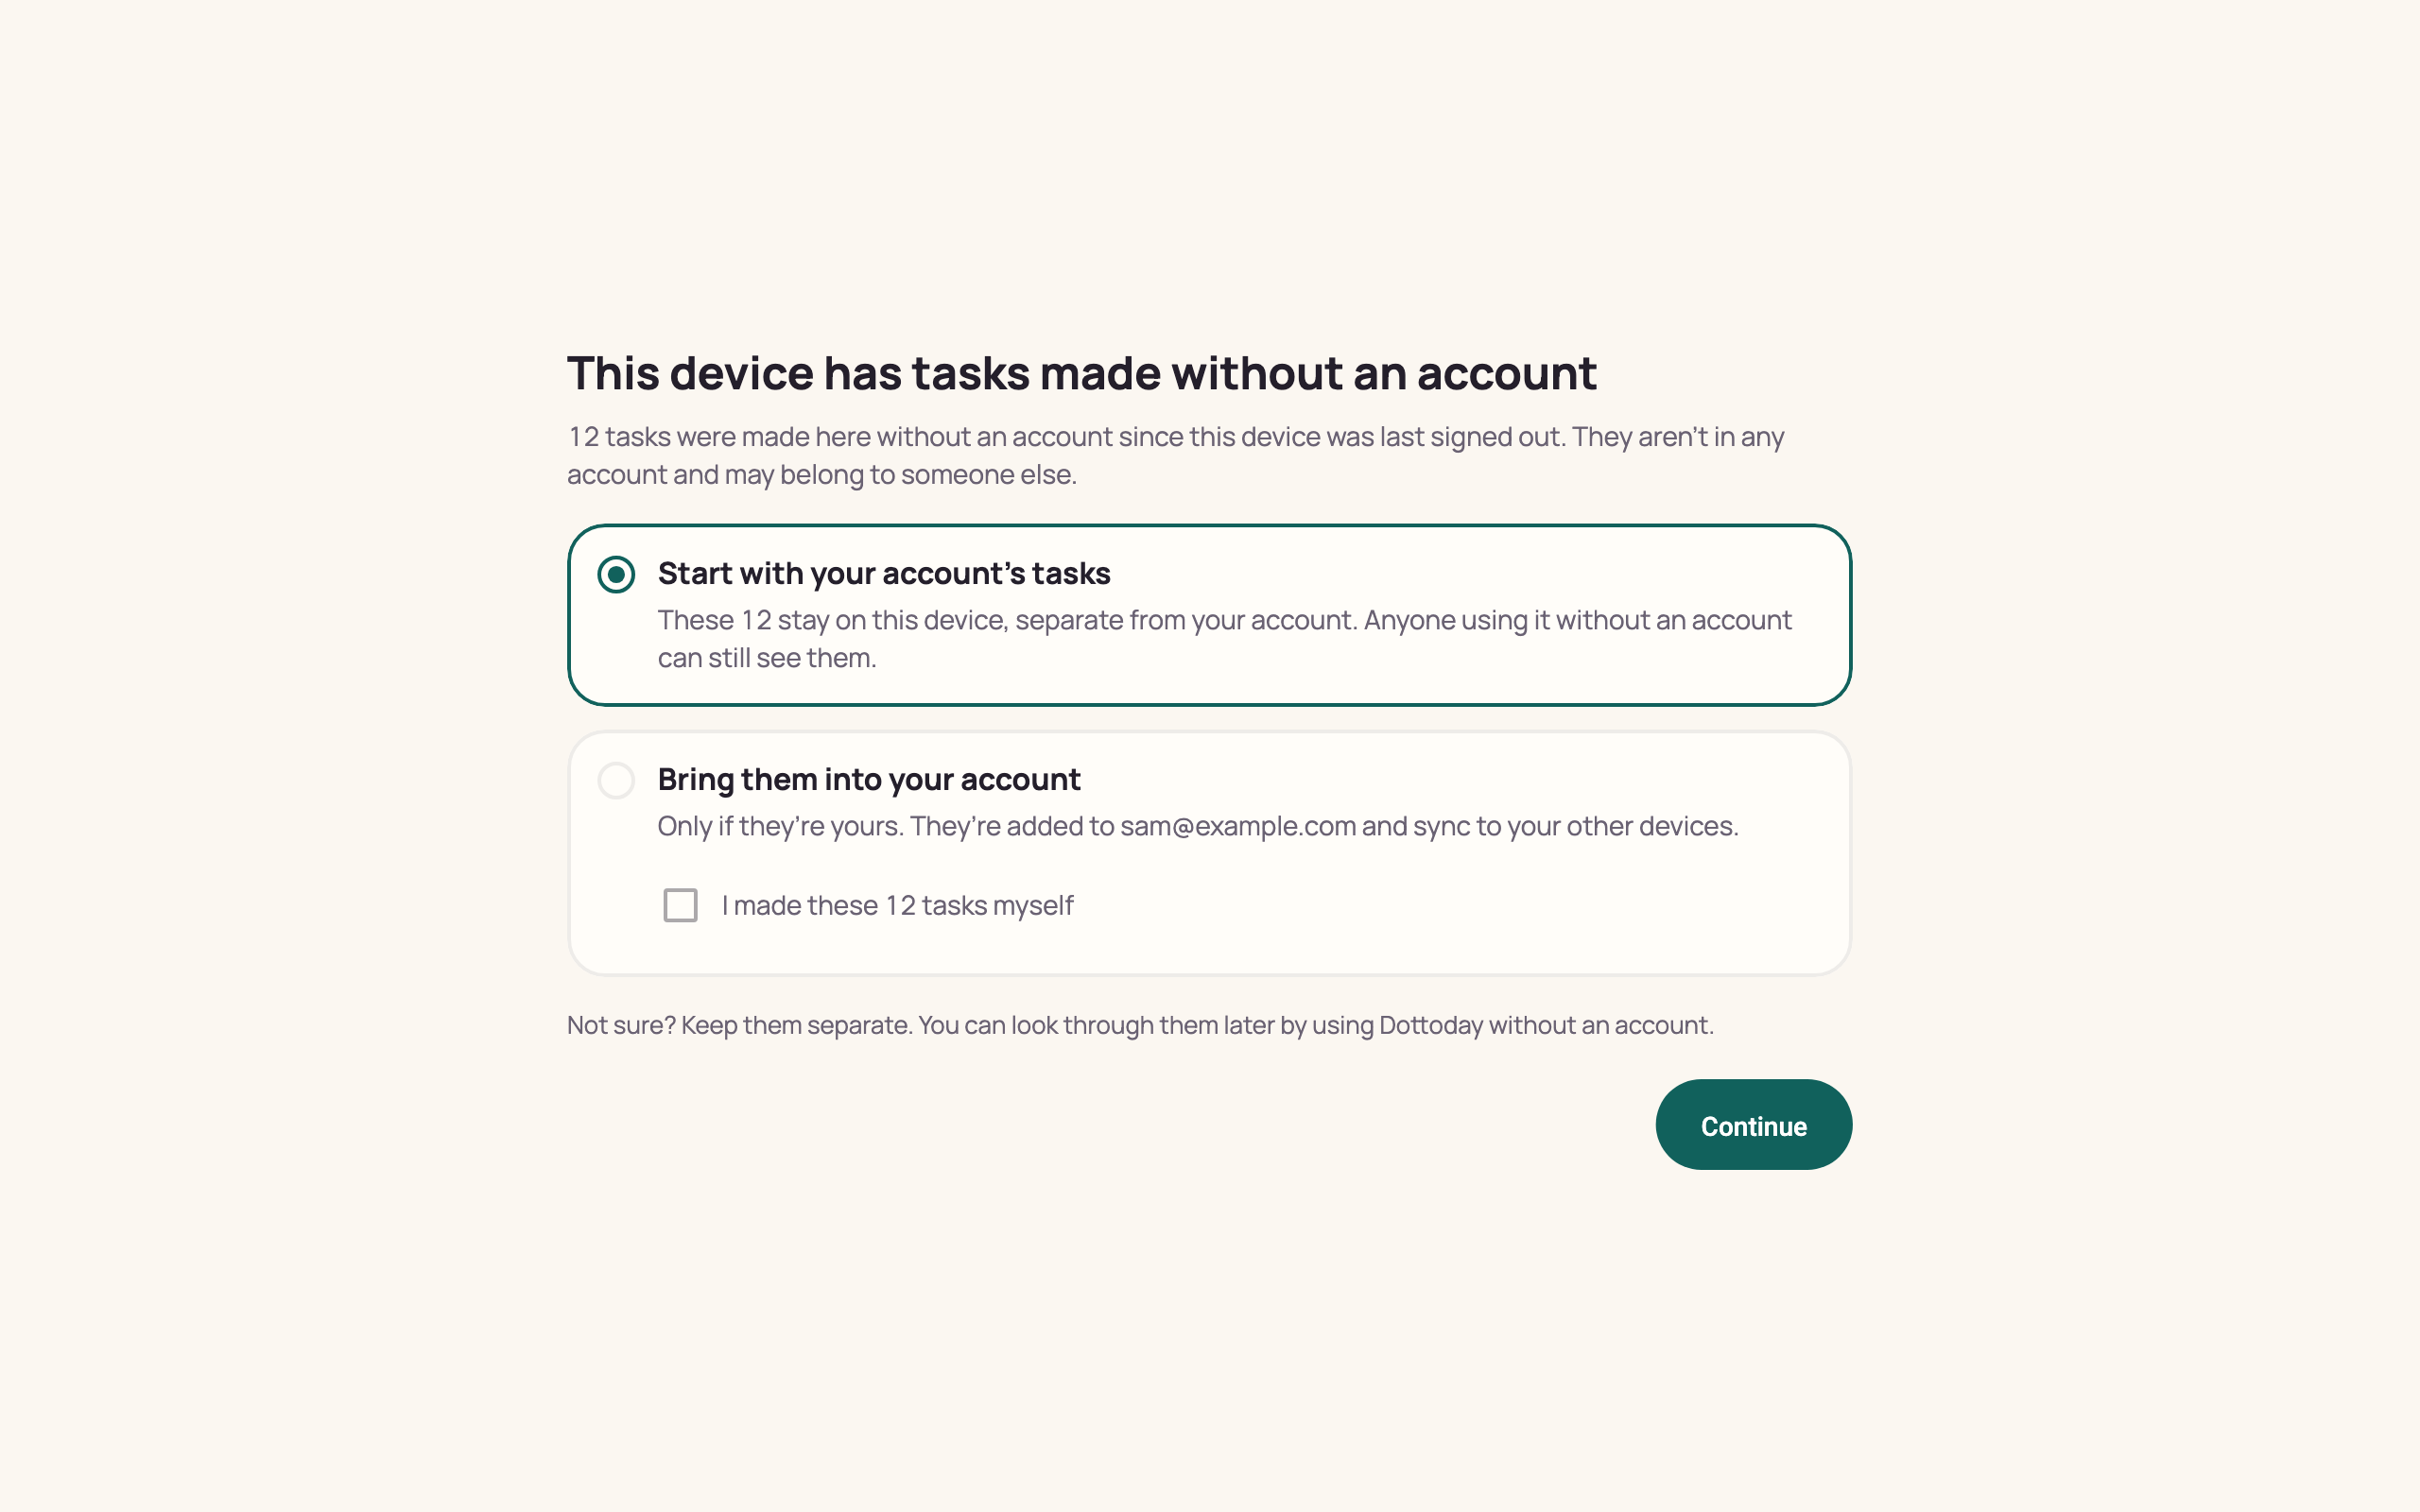 This device has tasks made without an account
12 tasks were made here without an account since this device was last signed out. They aren’t in any
account and may belong to someone else.
Start with your account’s tasks
These 12 stay on this device, separate from your account. Anyone using it without an account
can still see them.
Bring them into your account
Only if they’re yours. They’re added to sam@example.com and sync to your other devices.
I made these 12 tasks myself
Not sure? Keep them separate. You can look through them later by using Dottoday without an account.
Continue